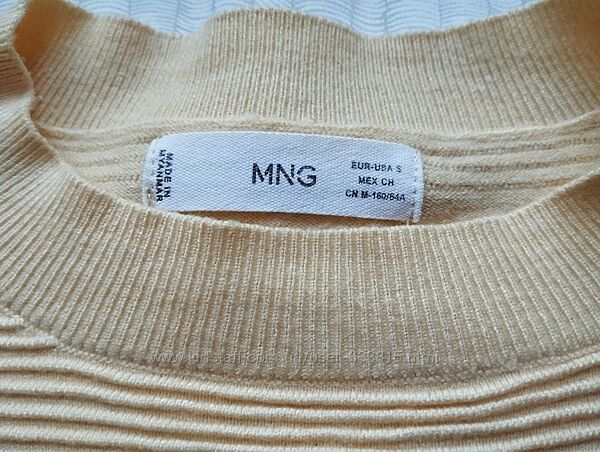 MADE IN
MYANMAR
MNG
EUR-USA S
MEX CH
CN M-160/84A